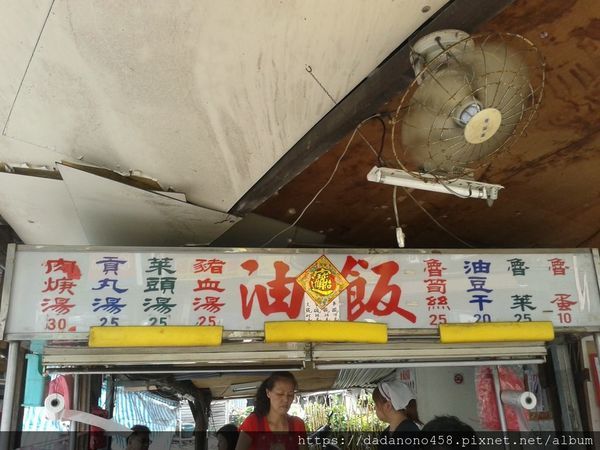 肉焿湯 30
貢丸湯 25
菜頭湯 25
豬血湯 25
油飯
魯筍絲 25
油豆干 20
魯菜 25
魯蛋 10
https://dadanono458.pixnet.net/album